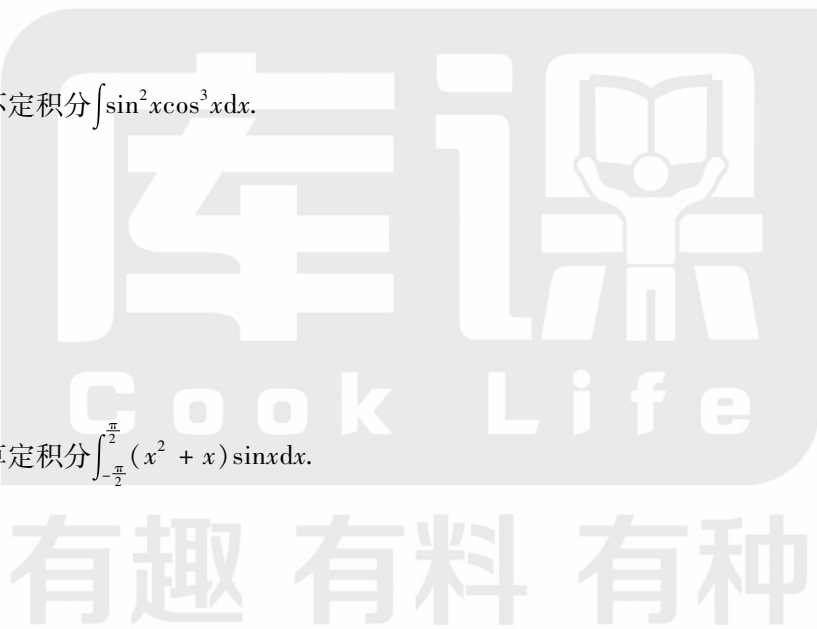 不定积分∫sin²xcos³xdx.
库课
Cook Life
算定积分∫_{-π/2}^{π/2}(x² + x)sinxdx.
有趣 有料 有种